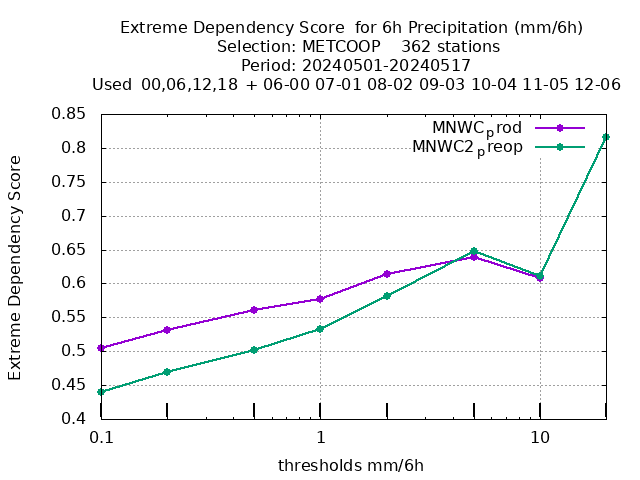 Extreme Dependency Score  for 6h Precipitation (mm/6h)
Selection: METCOOP    362 stations
Period: 20240501-20240517
Used  00,06,12,18  + 06-00 07-01 08-02 09-03 10-04 11-05 12-06
MNWCprod
MNWC2preop
0.85
0.8
0.75
0.7
0.65
0.6
0.55
0.5
0.45
0.4
Extreme Dependency Score
0.1 1 10
thresholds mm/6h